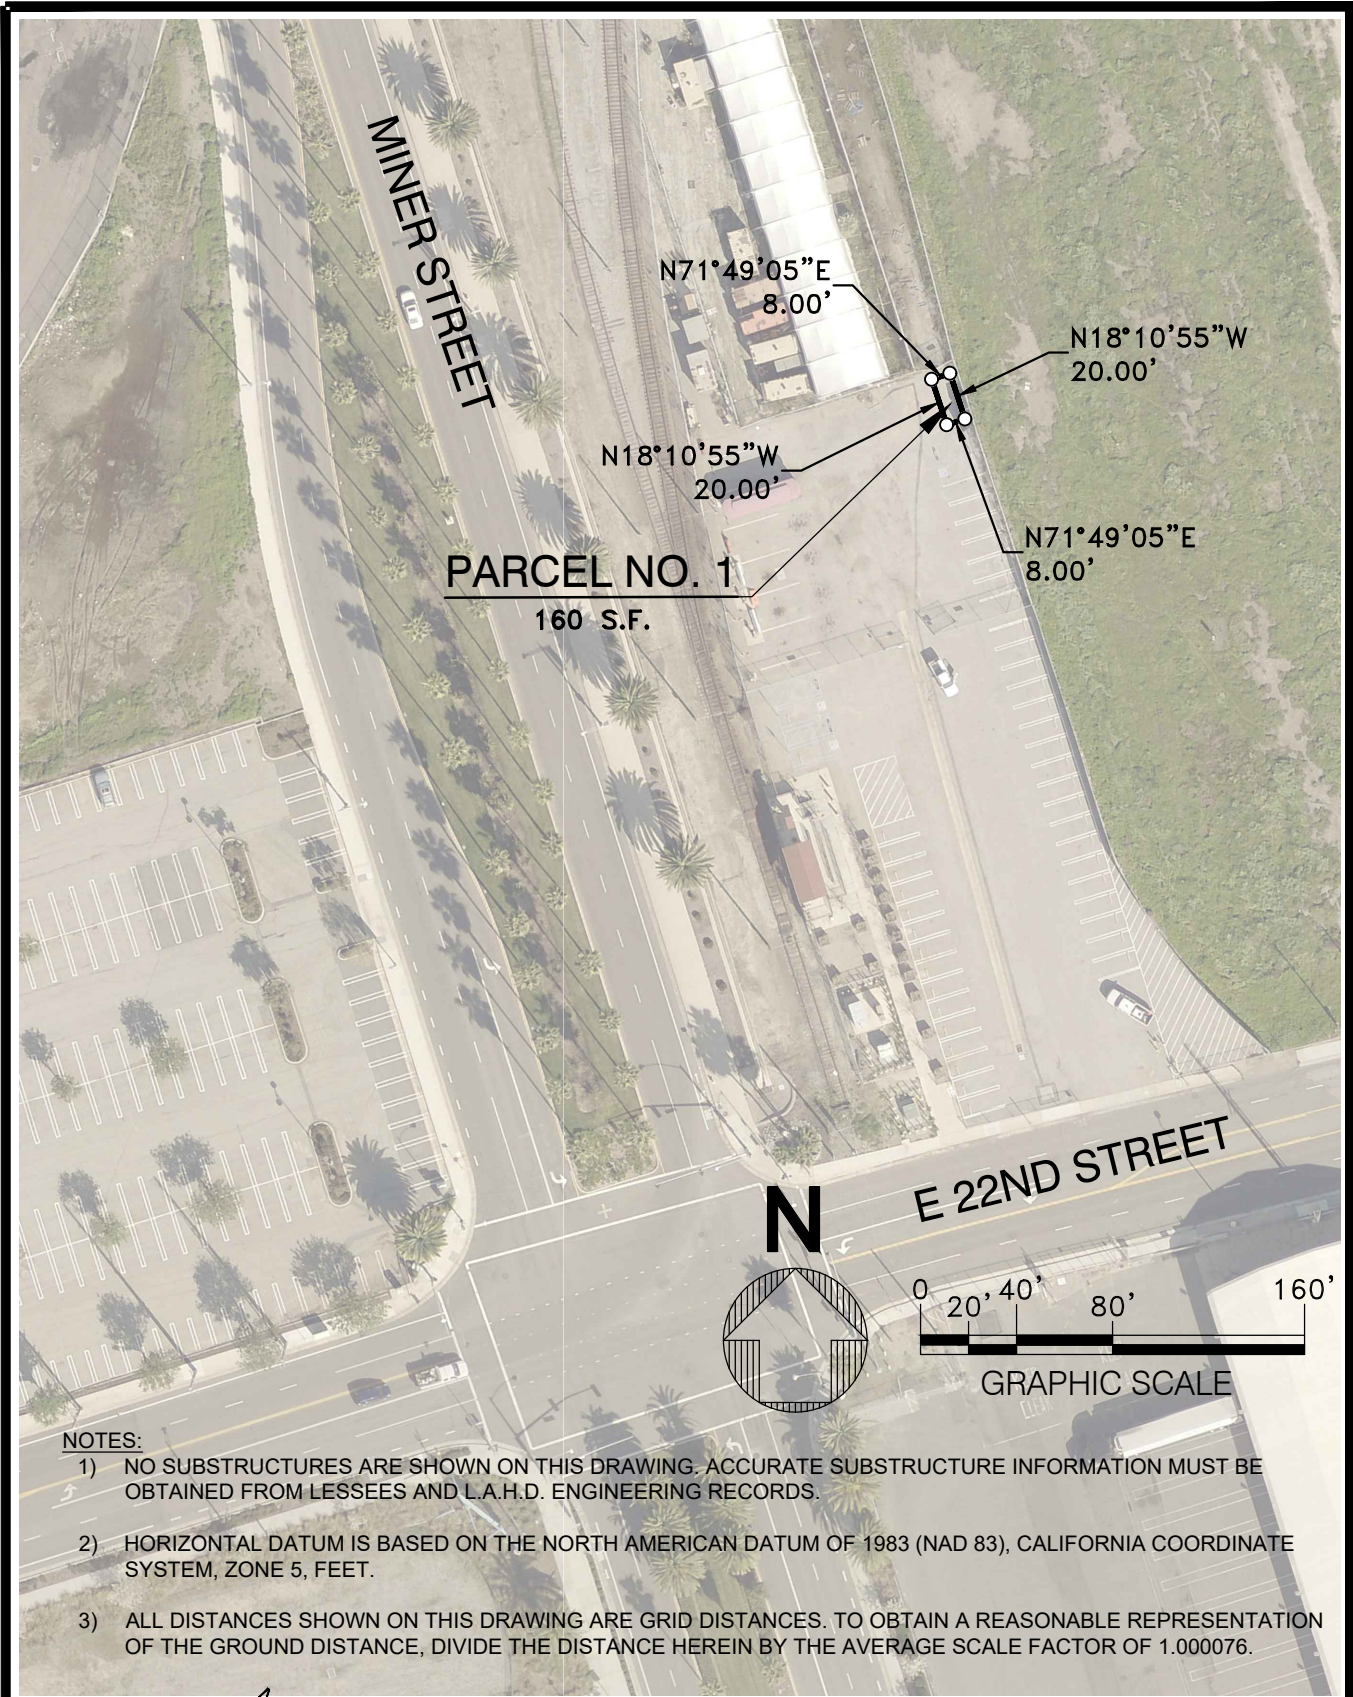 MINER STREET
N71°49'05"E
8.00'
N18°10'55"W
20.00'
N18°10'55"W
20.00'
N71°49'05"E
8.00'
PARCEL NO. 1
160 S.F.
E 22ND STREET
N
0 20' 40' 80' 160'
GRAPHIC SCALE
NOTES:
1) NO SUBSTRUCTURES ARE SHOWN ON THIS DRAWING. ACCURATE SUBSTRUCTURE INFORMATION MUST BE
OBTAINED FROM LESSEES AND L.A.H.D. ENGINEERING RECORDS.
2) HORIZONTAL DATUM IS BASED ON THE NORTH AMERICAN DATUM OF 1983 (NAD 83), CALIFORNIA COORDINATE
SYSTEM, ZONE 5, FEET.
3) ALL DISTANCES SHOWN ON THIS DRAWING ARE GRID DISTANCES. TO OBTAIN A REASONABLE REPRESENTATION
OF THE GROUND DISTANCE, DIVIDE THE DISTANCE HEREIN BY THE AVERAGE SCALE FACTOR OF 1.000076.